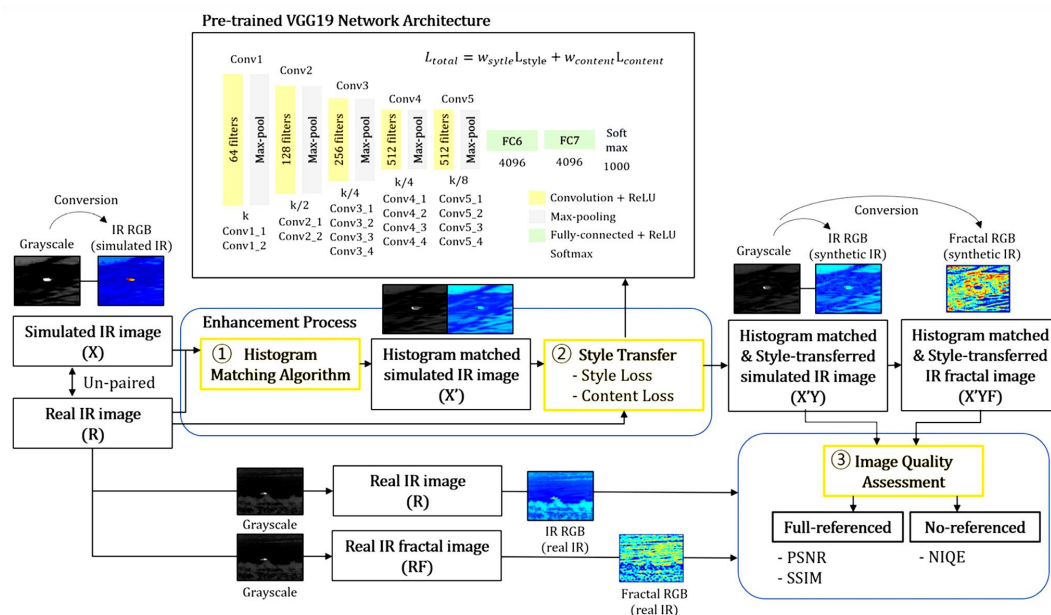 Pre-trained VGG19 Network Architecture
L_total = w_sytle L_style + w_content L_content
Conv1
Conv2
Conv3
Conv4
Conv5
64 filters
Max-pool
128 filters
Max-pool
256 filters
Max-pool
512 filters
Max-pool
512 filters
Max-pool
FC6
4096
FC7
4096
Soft
max
1000
k
Conv1_1
Conv1_2
k/2
Conv2_1
Conv2_2
k/4
Conv3_1
Conv3_2
Conv3_3
Conv3_4
k/4
Conv4_1
Conv4_2
Conv4_3
Conv4_4
k/8
Conv5_1
Conv5_2
Conv5_3
Conv5_4
Convolution + ReLU
Max-pooling
Fully-connected + ReLU
Softmax
Conversion
Grayscale
IR RGB
(simulated IR)
Simulated IR image
(X)
Un-paired
Real IR image
(R)
Enhancement Process
① Histogram
Matching Algorithm
Histogram matched
simulated IR image
(X')
② Style Transfer
- Style Loss
- Content Loss
Conversion
Grayscale
IR RGB
(synthetic IR)
Fractal RGB
(synthetic IR)
Histogram matched
& Style-transferred
simulated IR image
(X'Y)
Histogram matched
& Style-transferred
IR fractal image
(X'YF)
Grayscale
Real IR image
(R)
IR RGB
(real IR)
Grayscale
Real IR fractal image
(RF)
Fractal RGB
(real IR)
③ Image Quality
Assessment
Full-referenced
- PSNR
- SSIM
No-referenced
- NIQE